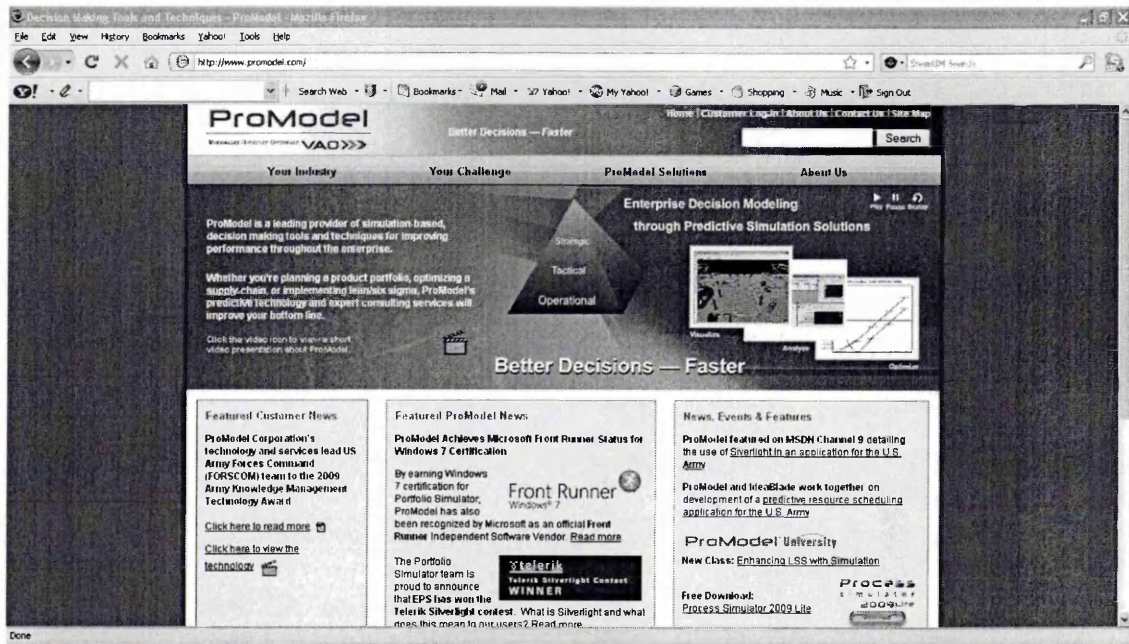 Decision Making Tools and Techniques - ProModel - Mozilla Firefox
File Edit View History Bookmarks Yahoo! Tools Help
http://www.promodel.com/
Search Web Bookmarks Mail Yahoo! My Yahoo! Games Shopping Music Sign Out
Home | Customer Log In | About Us | Contact Us | Site Map
ProModel
VAO >>>
Better Decisions — Faster
Search
Your Industry Your Challenge ProModel Solutions About Us
ProModel is a leading provider of simulation-based,
decision making tools and techniques for improving
performance throughout the enterprise.
Whether you're planning a product portfolio, optimizing a
supply chain, or implementing lean/six sigma, ProModel's
predictive technology and expert consulting services will
improve your bottom line.
Click the video icon to view a short
video presentation about ProModel.
Strategic
Tactical
Operational
Enterprise Decision Modeling
through Predictive Simulation Solutions
Play Pause Replay
Visualize
Analyze
Optimize
Better Decisions — Faster
Featured Customer News
ProModel Corporation's
technology and services lead US
Army Forces Command
(FORSCOM) team to the 2009
Army Knowledge Management
Technology Award
Click here to read more
Click here to view the
technology
Featured ProModel News
ProModel Achieves Microsoft Front Runner Status for
Windows 7 Certification
By earning Windows
7 certification for
Portfolio Simulator,
ProModel has also
been recognized by Microsoft as an official Front
Runner Independent Software Vendor. Read more
Front Runner
Windows® 7
The Portfolio
Simulator team is
proud to announce
that EPS has won the
Telerik Silverlight contest. What is Silverlight and what
does this mean to our users? Read more
telerik
Telerik Silverlight Contest
WINNER
News, Events & Features
ProModel featured on MSDN Channel 9 detailing
the use of Silverlight in an application for the U.S.
Army
ProModel and IdeaBlade work together on
development of a predictive resource scheduling
application for the U.S. Army
ProModel University
New Class: Enhancing LSS with Simulation
Free Download:
Process Simulator 2009 Lite
Process
simulator
2009Lite
Done